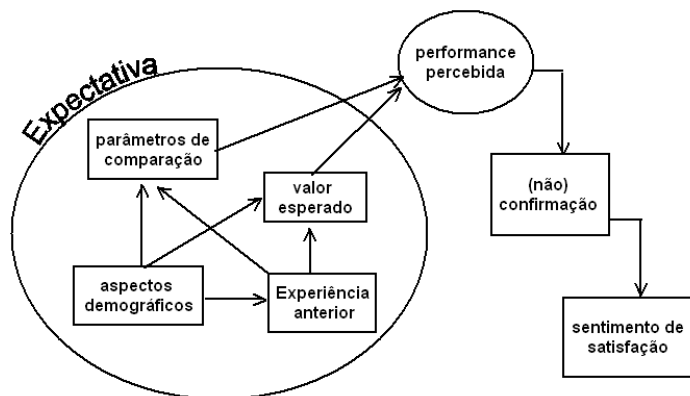 Expectativa
performance
percebida
parâmetros de
comparação
valor
esperado
(não)
confirmação
aspectos
demográficos
Experiência
anterior
sentimento de
satisfação